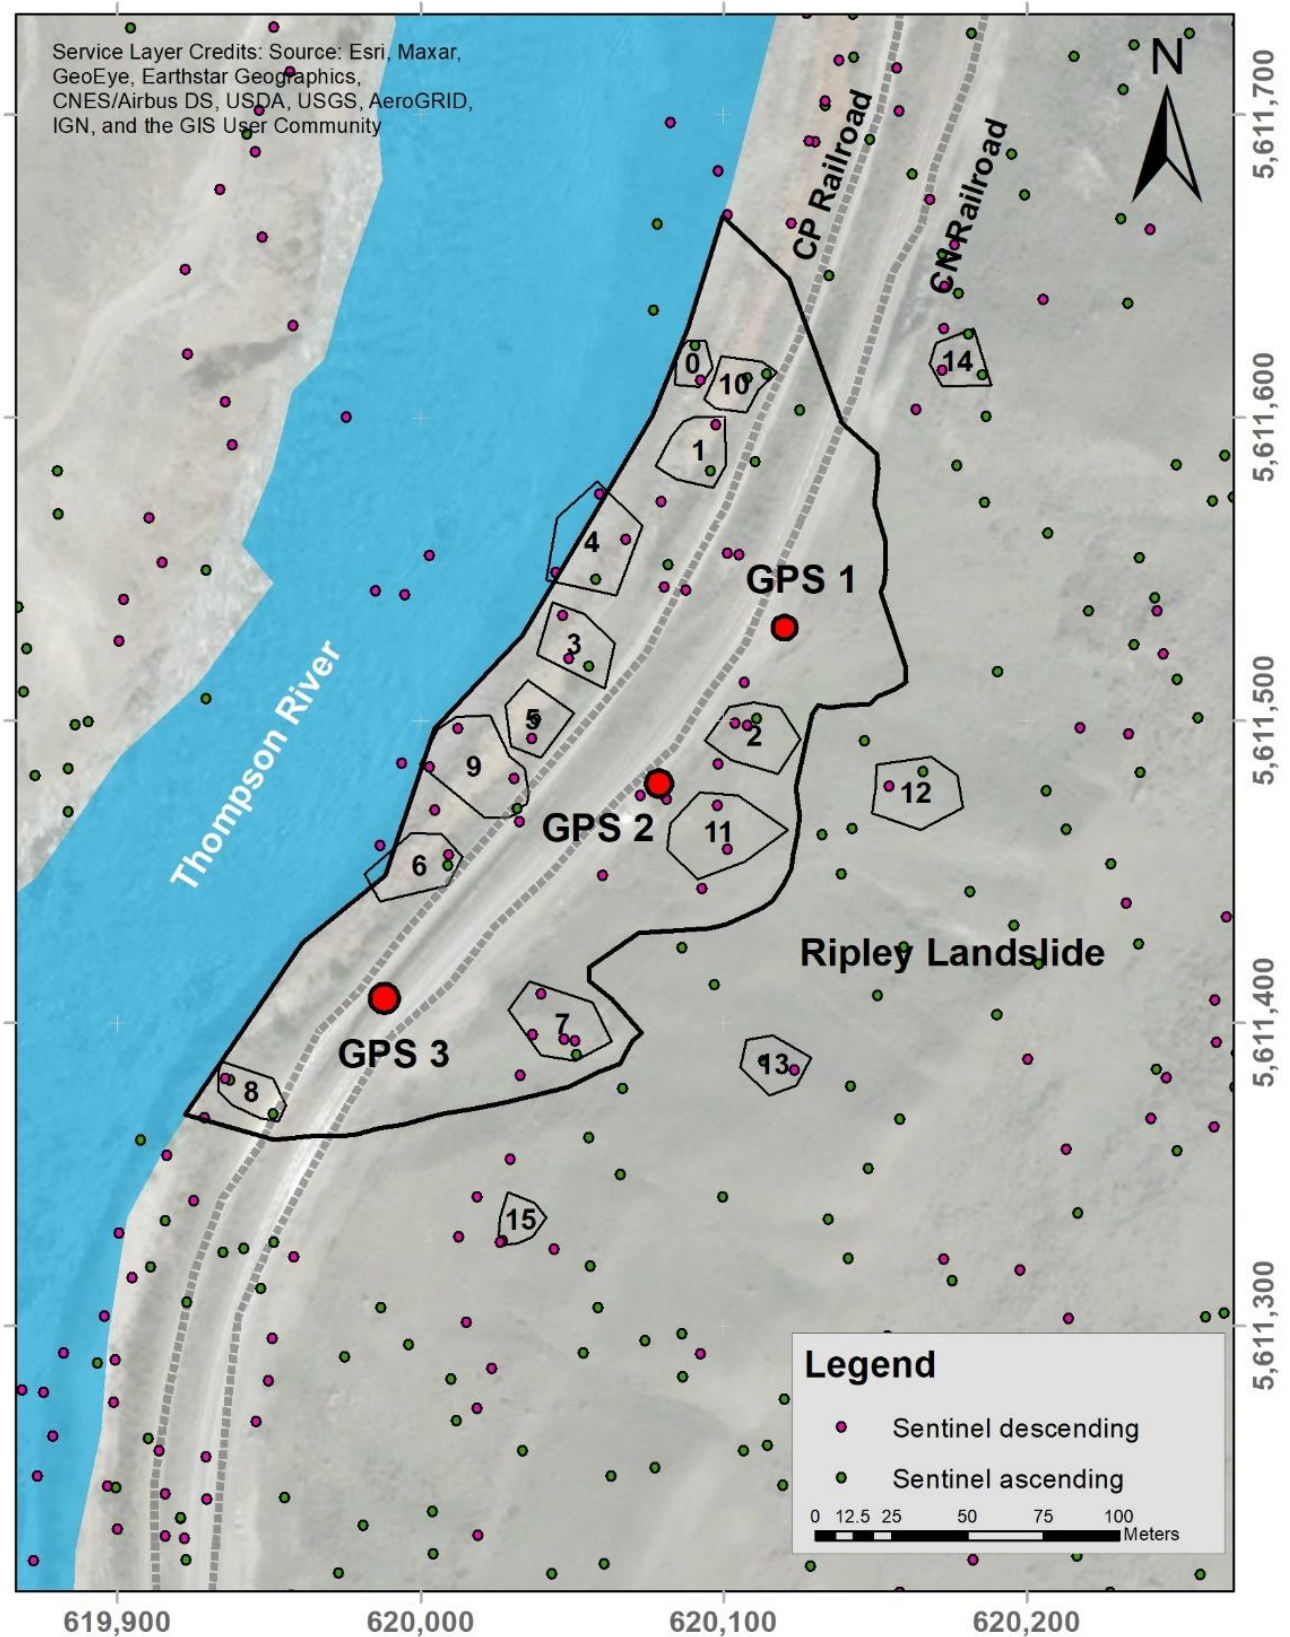 Service Layer Credits: Source: Esri, Maxar,
GeoEye, Earthstar Geographics,
CNES/Airbus DS, USDA, USGS, AeroGRID,
IGN, and the GIS User Community
N
5,611,700
CP Railroad
CN Railroad
0
10
14
5,611,600
1
4
GPS 1
3
Thompson River
5
2
5,611,500
9
12
GPS 2
11
6
Ripley Landslide
7
5,611,400
GPS 3
13
8
15
5,611,300
Legend
Sentinel descending
Sentinel ascending
0 12.5 25 50 75 100
Meters
619,900 620,000 620,100 620,200